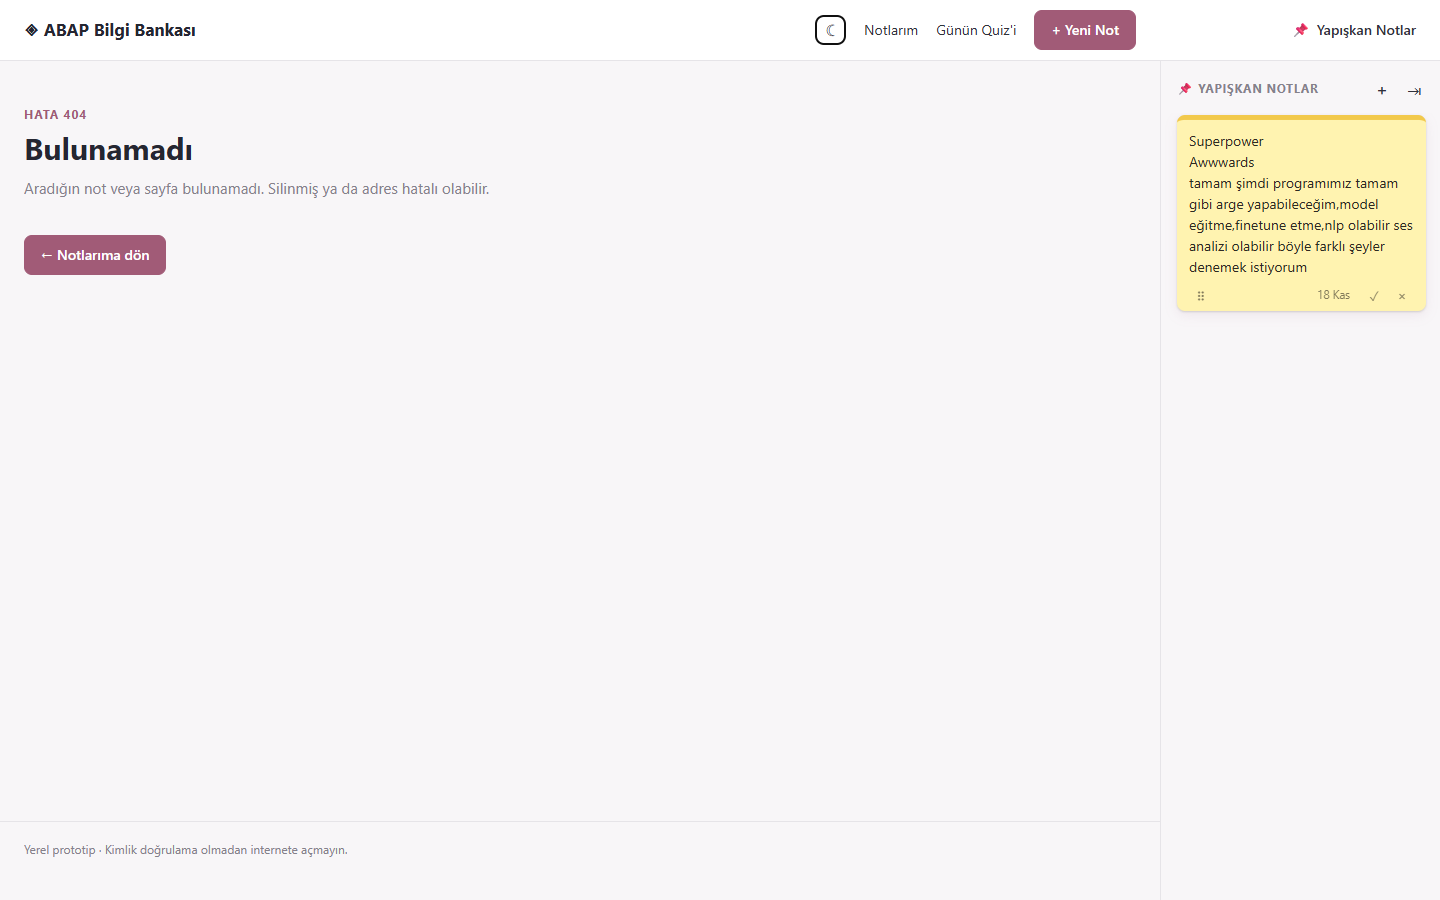 ABAP Bilgi Bankası
Notlarım
Günün Quiz'i
+ Yeni Not
Yapışkan Notlar
HATA 404
Bulunamadı
Aradığın not veya sayfa bulunamadı. Silinmiş ya da adres hatalı olabilir.
← Notlarıma dön
YAPIŞKAN NOTLAR
Superpower
Awwwards
tamam şimdi programımız tamam
gibi arge yapabileceğim,model
eğitme,finetune etme,nlp olabilir ses
analizi olabilir böyle farklı şeyler
denemek istiyorum
18 Kas
Yerel prototip · Kimlik doğrulama olmadan internete açmayın.